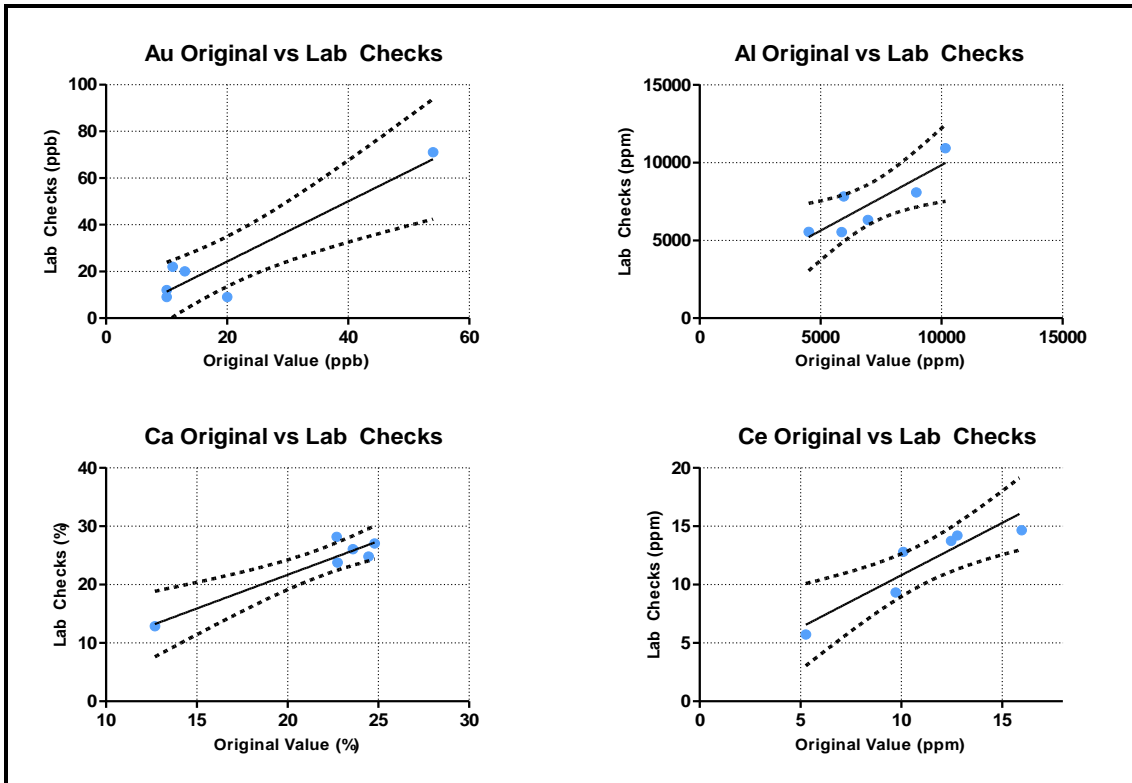 Au Original vs Lab Checks
100
80
60
40
20
0
Lab Checks (ppb)
0 20 40 60
Original Value (ppb)
Al Original vs Lab Checks
15000
10000
5000
0
Lab Checks (ppm)
0 5000 10000 15000
Original Value (ppm)
Ca Original vs Lab Checks
40
30
20
10
0
Lab Checks (%)
10 15 20 25 30
Original Value (%)
Ce Original vs Lab Checks
20
15
10
5
0
Lab Checks (ppm)
0 5 10 15
Original Value (ppm)